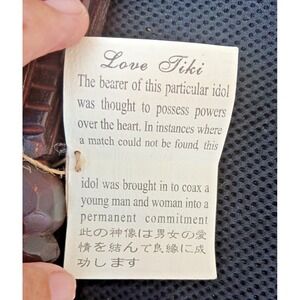 Love Tiki
The bearer of this particular idol
was thought to possess powers
over the heart. In instances where
a match could not be found, this
idol was brought in to coax a
young man and woman into a
permanent commitment
此の神像は男女の愛
情を結んで良縁に成
功します